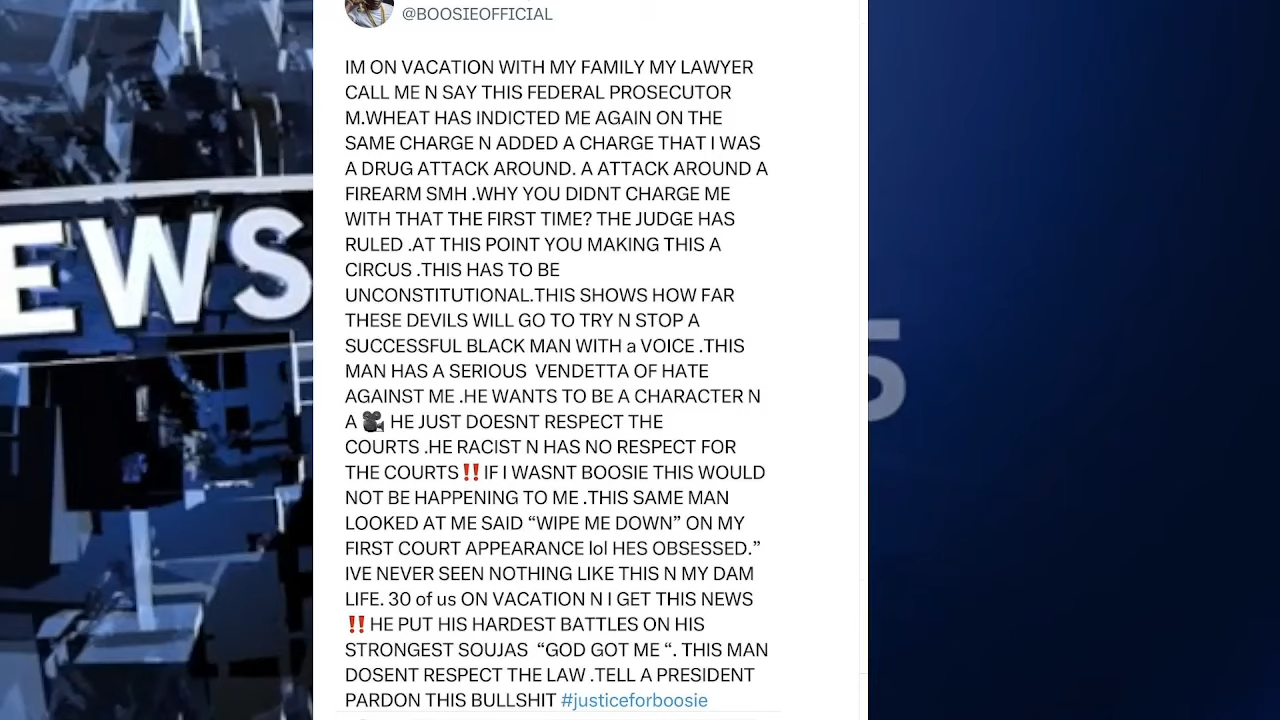 @BOOSIEOFFICIAL
IM ON VACATION WITH MY FAMILY MY LAWYER
CALL ME N SAY THIS FEDERAL PROSECUTOR
M.WHEAT HAS INDICTED ME AGAIN ON THE
SAME CHARGE N ADDED A CHARGE THAT I WAS
A DRUG ATTACK AROUND. A ATTACK AROUND A
FIREARM SMH .WHY YOU DIDNT CHARGE ME
WITH THAT THE FIRST TIME? THE JUDGE HAS
RULED .AT THIS POINT YOU MAKING THIS A
CIRCUS .THIS HAS TO BE
UNCONSTITUTIONAL.THIS SHOWS HOW FAR
THESE DEVILS WILL GO TO TRY N STOP A
SUCCESSFUL BLACK MAN WITH a VOICE .THIS
MAN HAS A SERIOUS  VENDETTA OF HATE
AGAINST ME .HE WANTS TO BE A CHARACTER N
A 🎥 HE JUST DOESNT RESPECT THE
COURTS .HE RACIST N HAS NO RESPECT FOR
THE COURTS‼️IF I WASNT BOOSIE THIS WOULD
NOT BE HAPPENING TO ME .THIS SAME MAN
LOOKED AT ME SAID “WIPE ME DOWN” ON MY
FIRST COURT APPEARANCE lol HES OBSESSED.”
IVE NEVER SEEN NOTHING LIKE THIS N MY DAM
LIFE. 30 of us ON VACATION N I GET THIS NEWS
‼️HE PUT HIS HARDEST BATTLES ON HIS
STRONGEST SOUJAS  “GOD GOT ME “. THIS MAN
DOSENT RESPECT THE LAW .TELL A PRESIDENT
PARDON THIS BULLSHIT #justiceforboosie
EWS
5